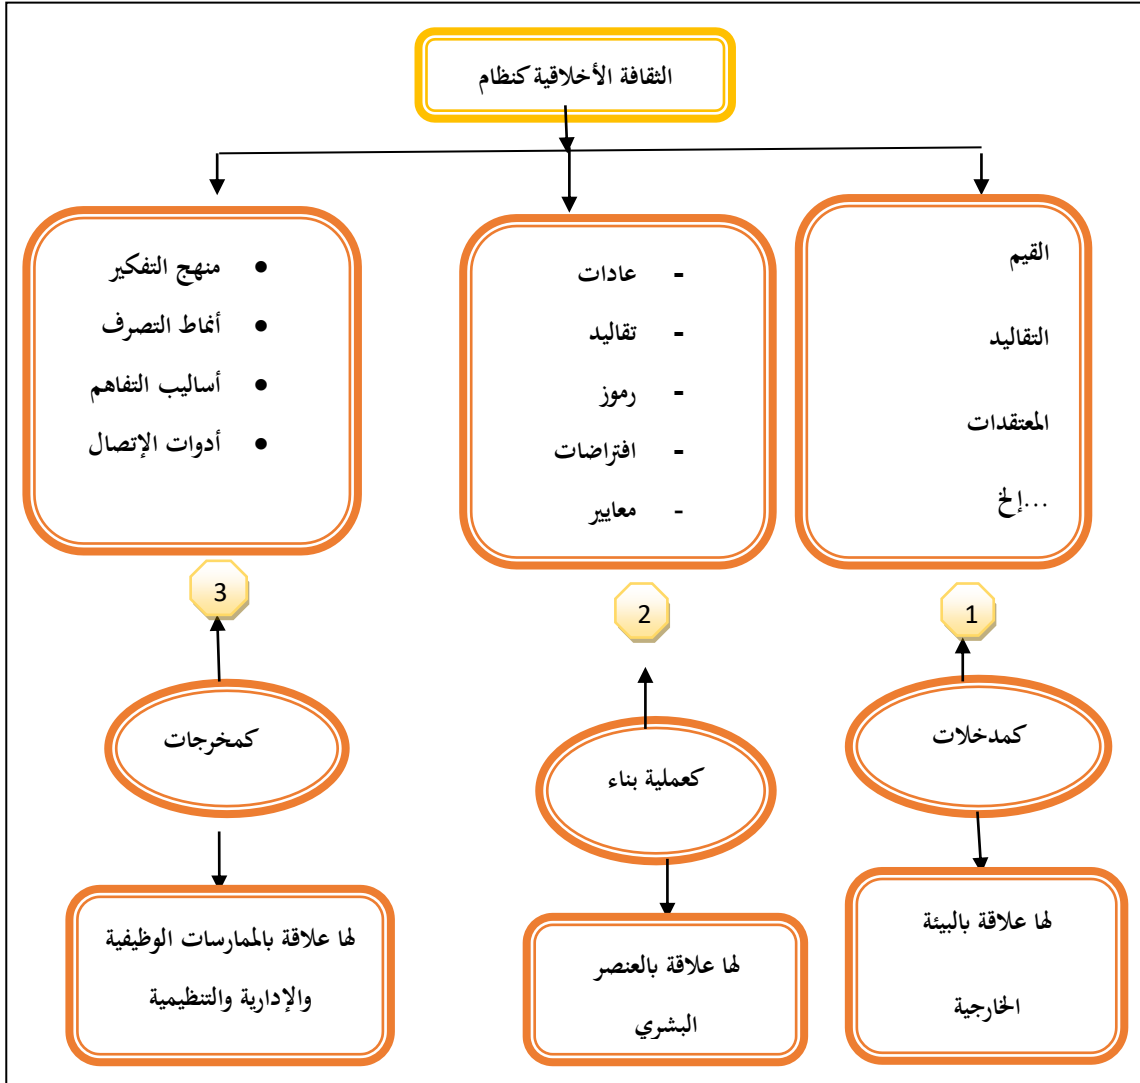 الثقافة الأخلاقية كنظام
القيم
التقاليد
المعتقدات
...إلخ
- عادات
- تقاليد
- رموز
- افتراضات
- معايير
• منهج التفكير
• أنماط التصرف
• أساليب التفاهم
• أدوات الإتصال
1
2
3
كمدخلات
كعملية بناء
كمخرجات
لها علاقة بالبيئة
الخارجية
لها علاقة بالعنصر
البشري
لها علاقة بالممارسات الوظيفية
والإدارية والتنظيمية